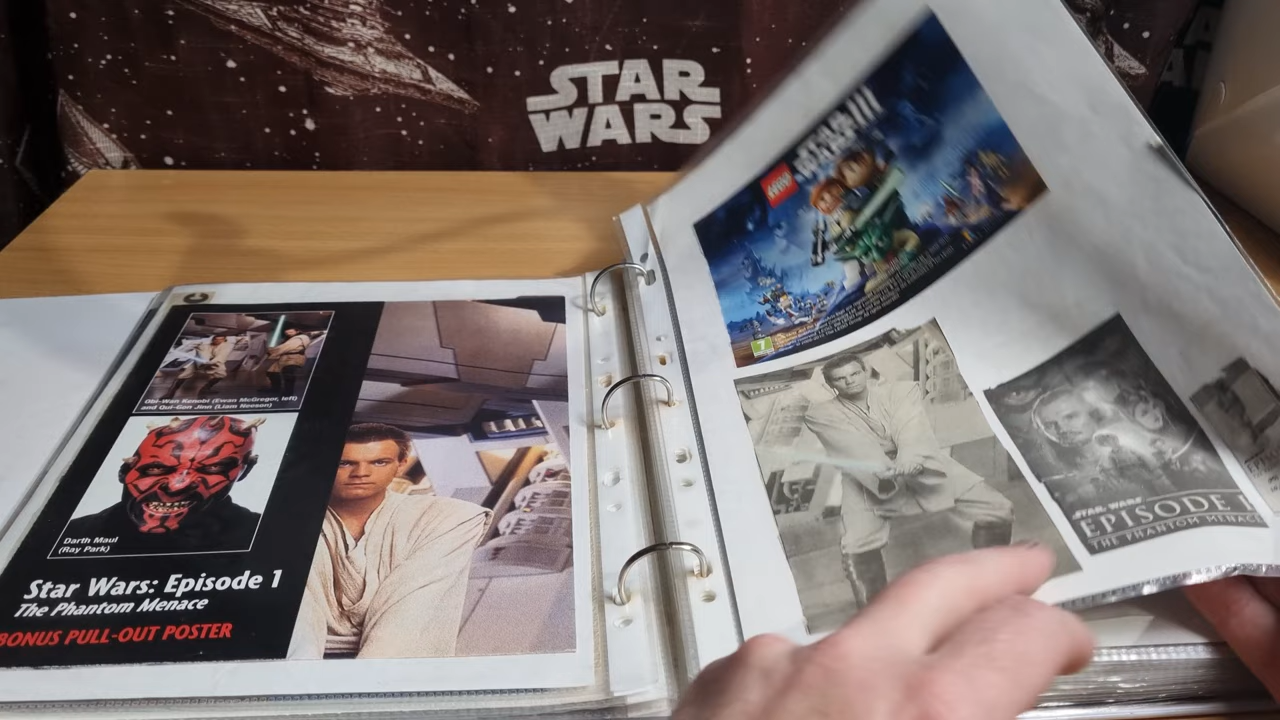 STAR
WARS
Obi-Wan Kenobi (Ewan McGregor, left)
and Qui-Gon Jinn (Liam Neeson)
Darth Maul
(Ray Park)
Star Wars: Episode 1
The Phantom Menace
BONUS PULL-OUT POSTER
LEGO
STAR
WARS III
7
STAR WARS
EPISODE I
THE PHANTOM MENACE